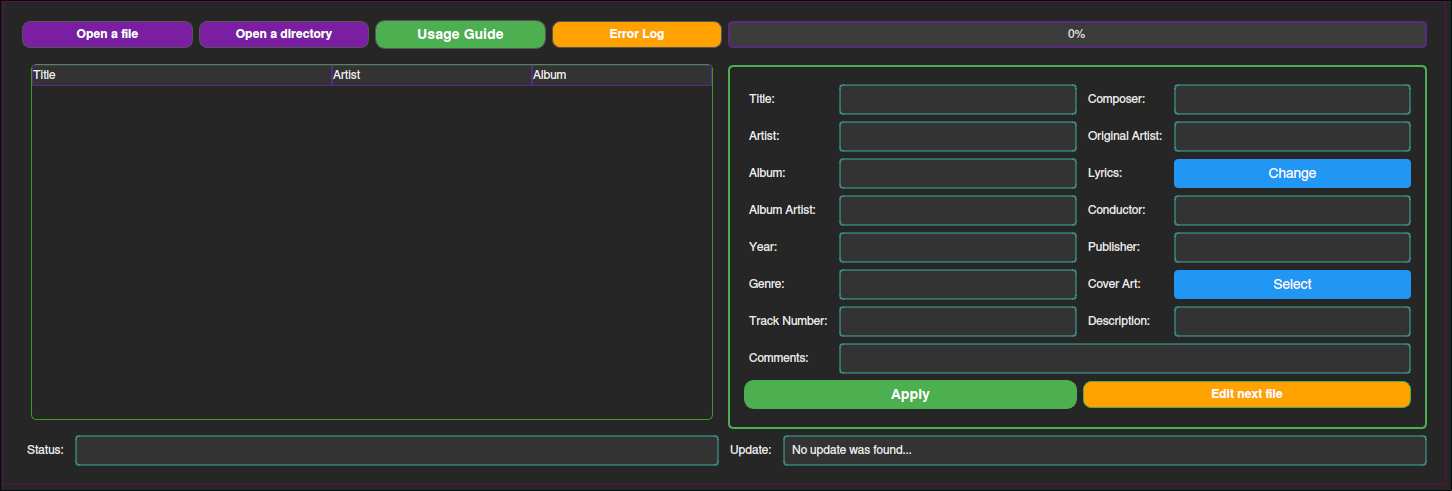 Open a file Open a directory Usage Guide Error Log 0%
Title Artist Album
Title: Composer:
Artist: Original Artist:
Album: Lyrics: Change
Album Artist: Conductor:
Year: Publisher:
Genre: Cover Art: Select
Track Number: Description:
Comments:
Apply Edit next file
Status: Update: No update was found...